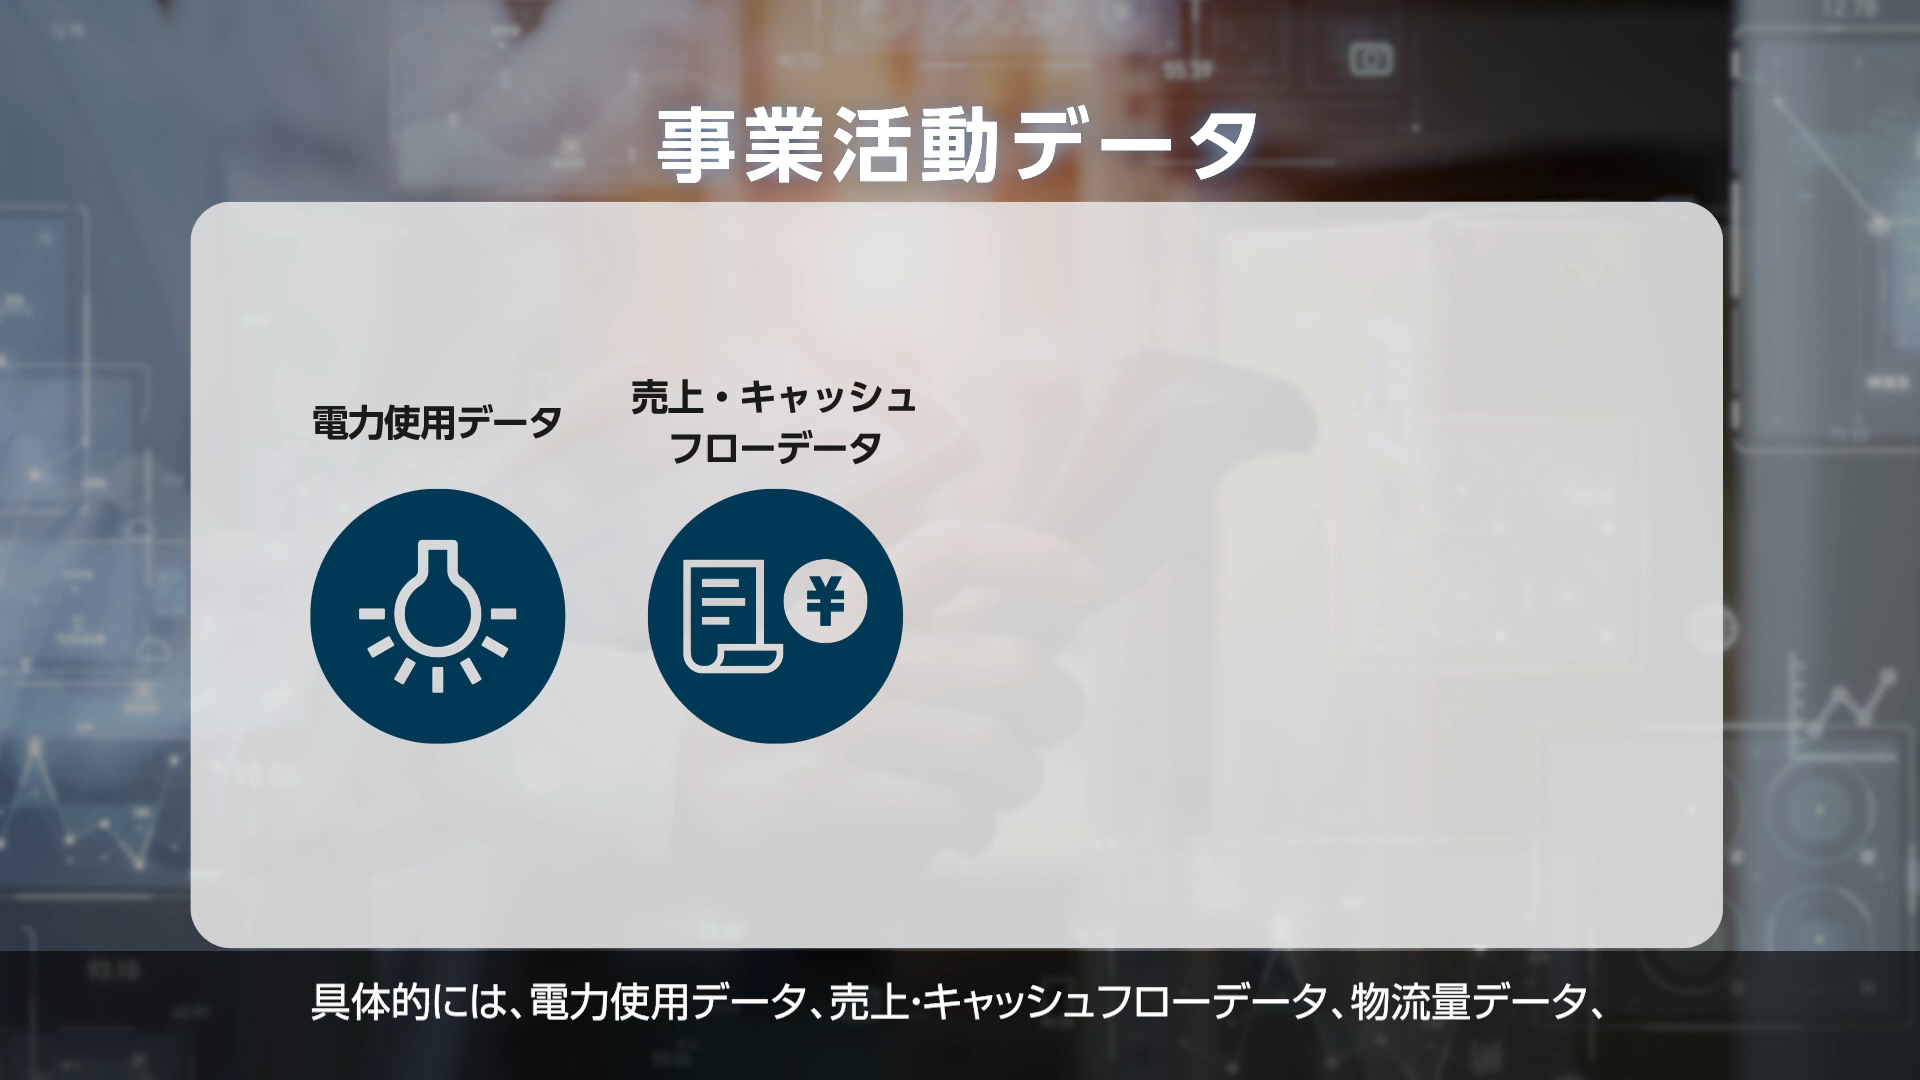 事業活動データ
電力使用データ
売上・キャッシュ
フローデータ
¥
具体的には、電力使用データ、売上・キャッシュフローデータ、物流量データ、